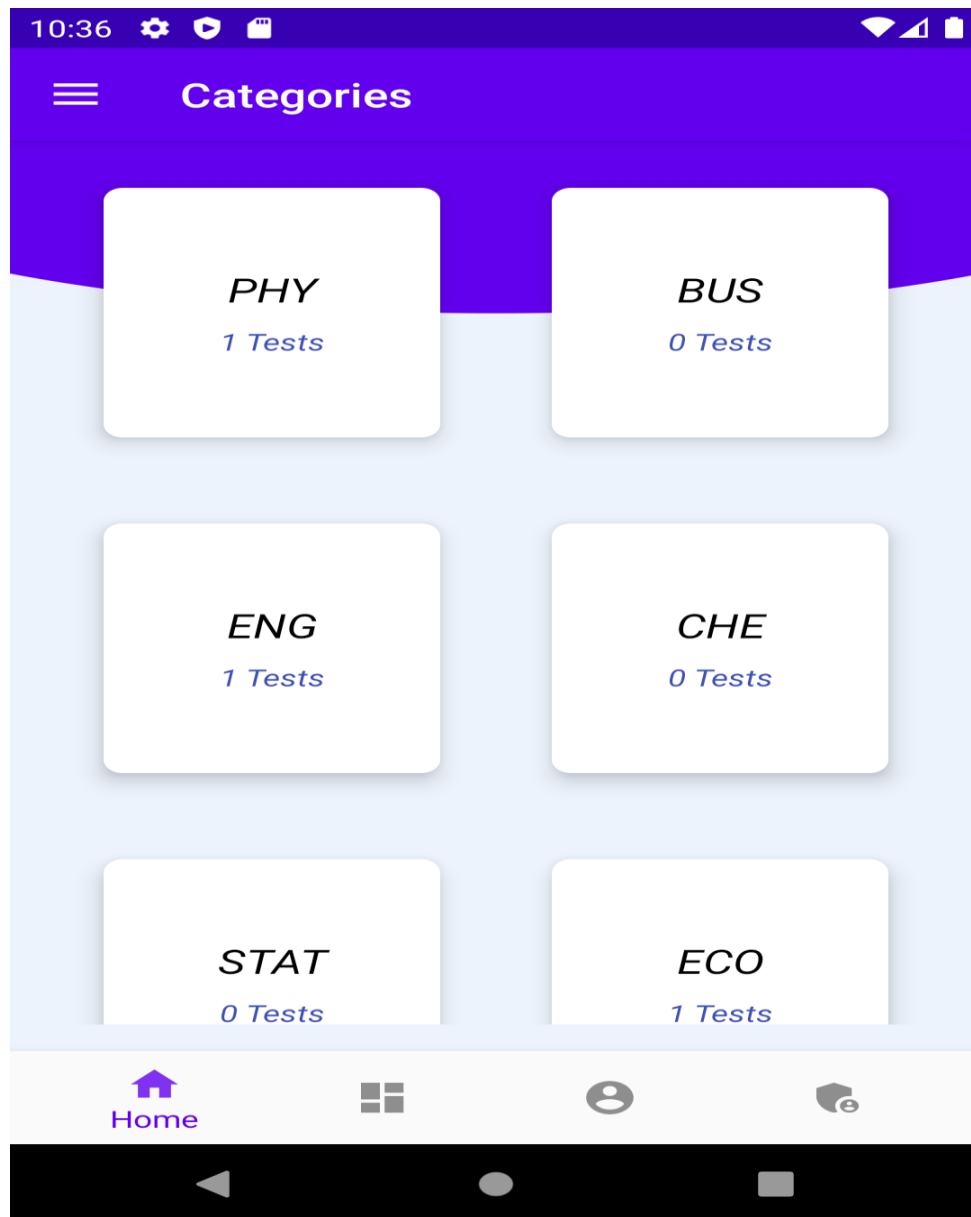 10:36
Categories
PHY
1 Tests
BUS
0 Tests
ENG
1 Tests
CHE
0 Tests
STAT
0 Tests
ECO
1 Tests
Home